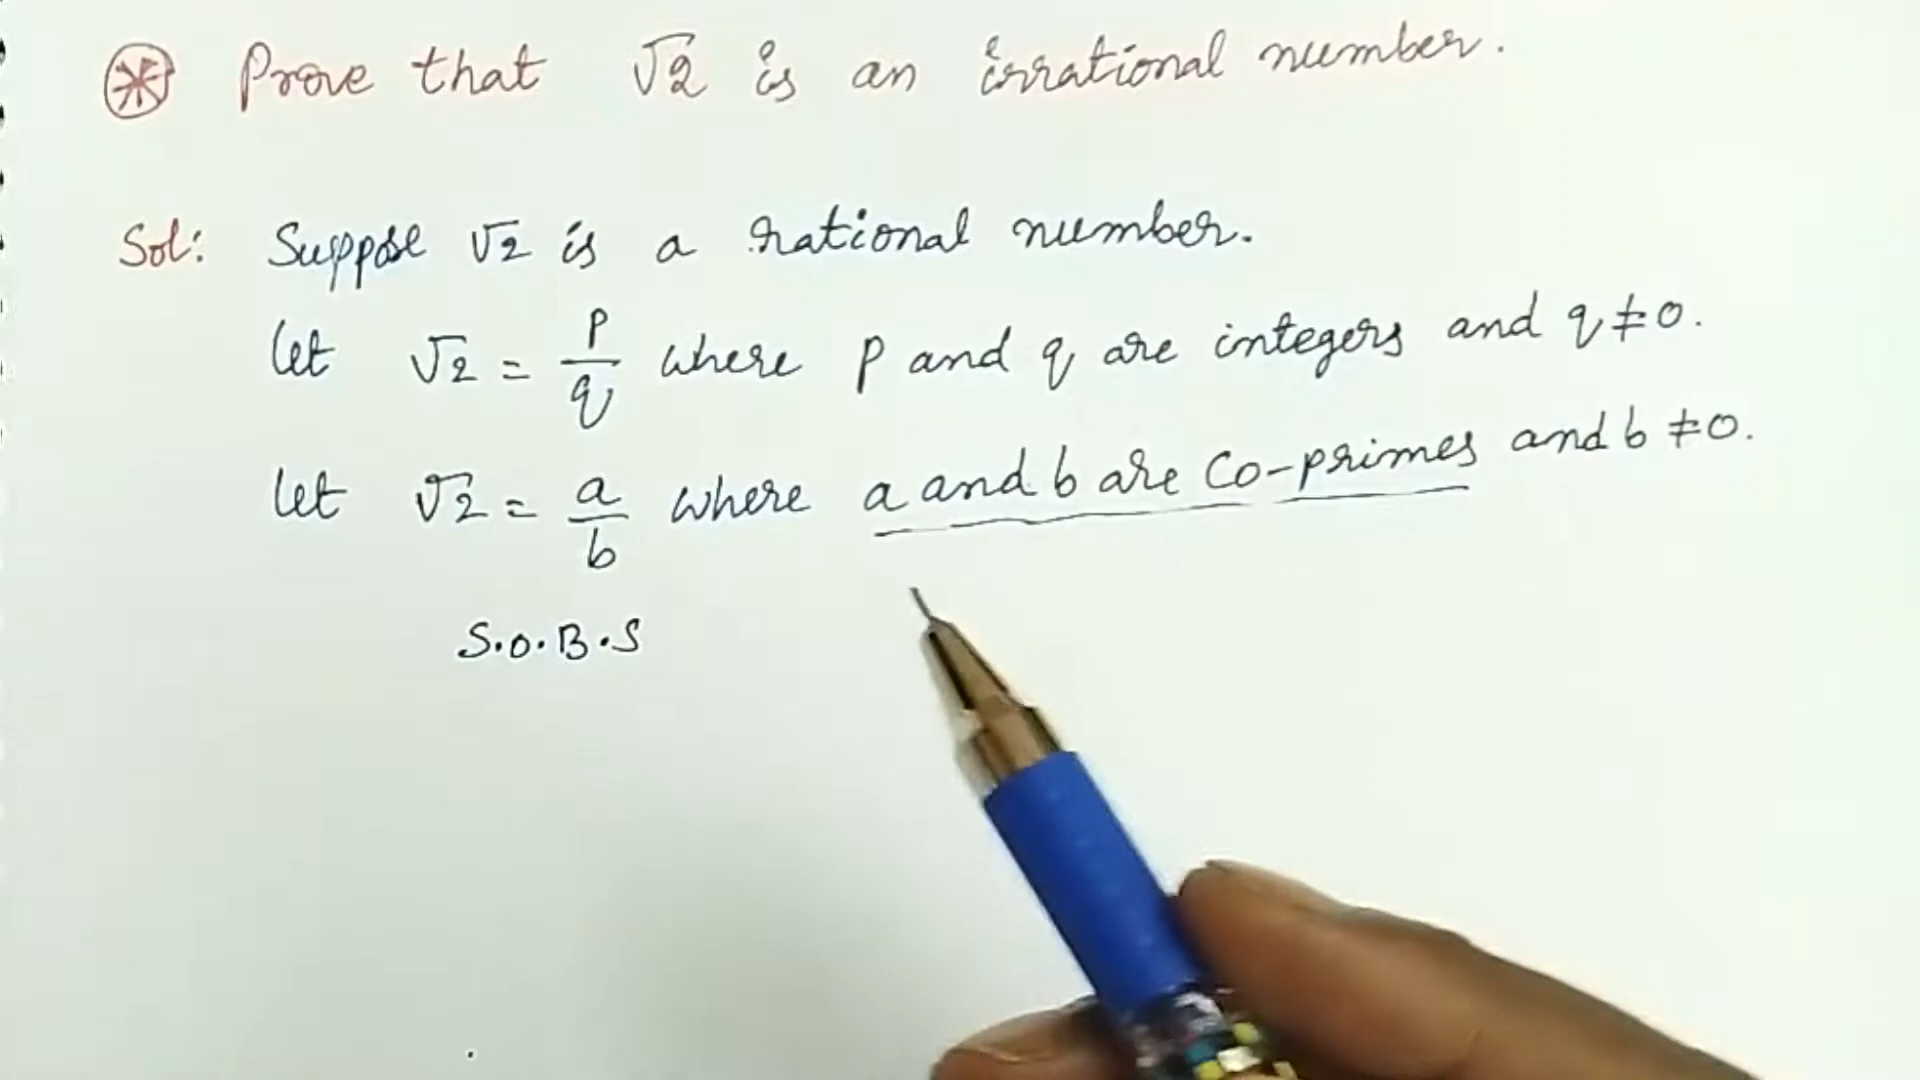 Prove that √2 is an irrational number.
Sol: Suppose √2 is a rational number.
Let √2 = p/q where p and q are integers and q ≠ 0.
Let √2 = a/b where a and b are Co-primes and b ≠ 0.
S.O.B.S